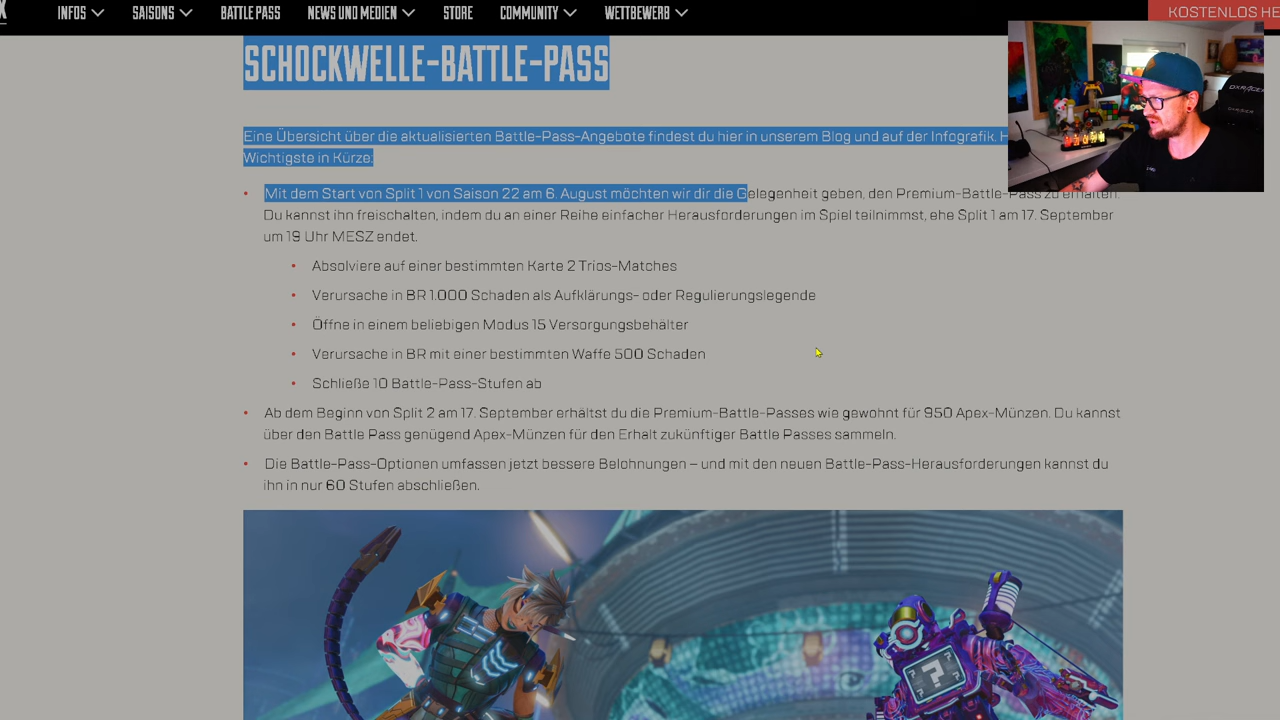 INFOS SAISONS BATTLE PASS NEWS UND MEDIEN STORE COMMUNITY WETTBEWERB KOSTENLOS HE
SCHOCKWELLE-BATTLE-PASS
Eine Übersicht über die aktualisierten Battle-Pass-Angebote findest du hier in unserem Blog und auf der Infografik. H
Wichtigste in Kürze:
• Mit dem Start von Split 1 von Saison 22 am 6. August möchten wir dir die Gelegenheit geben, den Premium-Battle-Pass zu erhalten.
Du kannst ihn freischalten, indem du an einer Reihe einfacher Herausforderungen im Spiel teilnimmst, ehe Split 1 am 17. September
um 19 Uhr MESZ endet.
• Absolviere auf einer bestimmten Karte 2 Trios-Matches
• Verursache in BR 1.000 Schaden als Aufklärungs- oder Regulierungslegende
• Öffne in einem beliebigen Modus 15 Versorgungsbehälter
• Verursache in BR mit einer bestimmten Waffe 500 Schaden
• Schließe 10 Battle-Pass-Stufen ab
• Ab dem Beginn von Split 2 am 17. September erhältst du die Premium-Battle-Passes wie gewohnt für 950 Apex-Münzen. Du kannst
über den Battle Pass genügend Apex-Münzen für den Erhalt zukünftiger Battle Passes sammeln.
• Die Battle-Pass-Optionen umfassen jetzt bessere Belohnungen – und mit den neuen Battle-Pass-Herausforderungen kannst du
ihn in nur 60 Stufen abschließen.
DXRACER
?